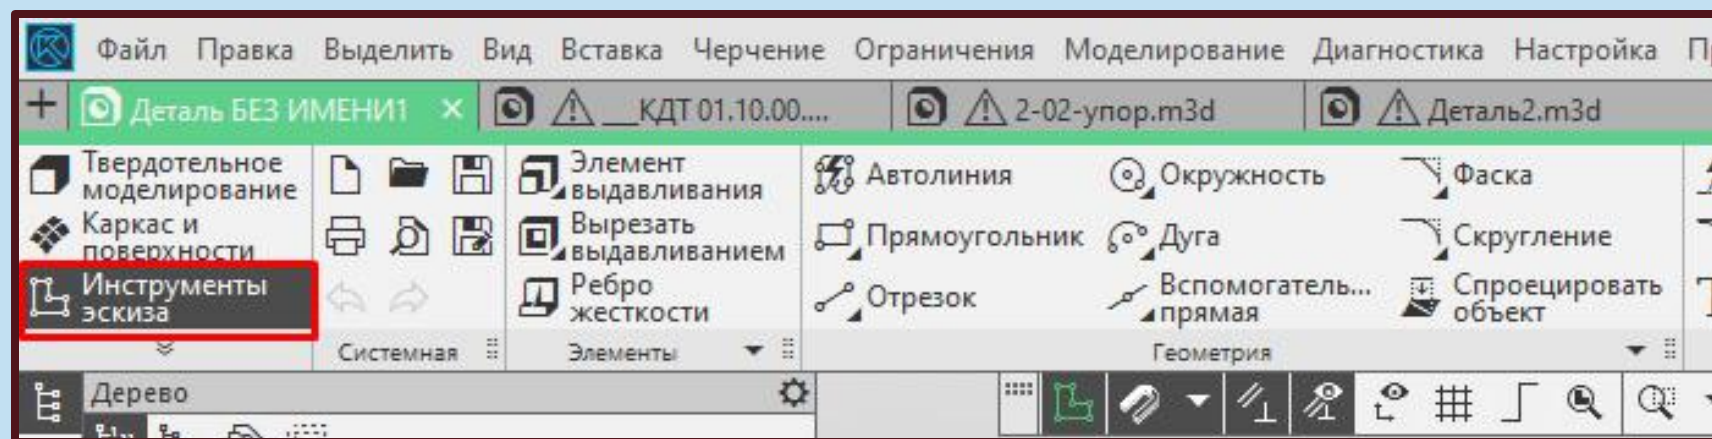 Файл Правка Выделить Вид Вставка Черчение Ограничения Моделирование Диагностика Настройка
Деталь БЕЗ ИМЕНИ1 __КДТ 01.10.00.... 2-02-упор.m3d Деталь2.m3d
Твердотельное
моделирование
Каркас и
поверхности
Инструменты
эскиза
Системная
Элемент
выдавливания
Вырезать
выдавливанием
Ребро
жесткости
Элементы
Автолиния Окружность Фаска
Прямоугольник Дуга Скругление
Отрезок Вспомогатель...
прямая
Спроецировать
объект
Геометрия
Дерево